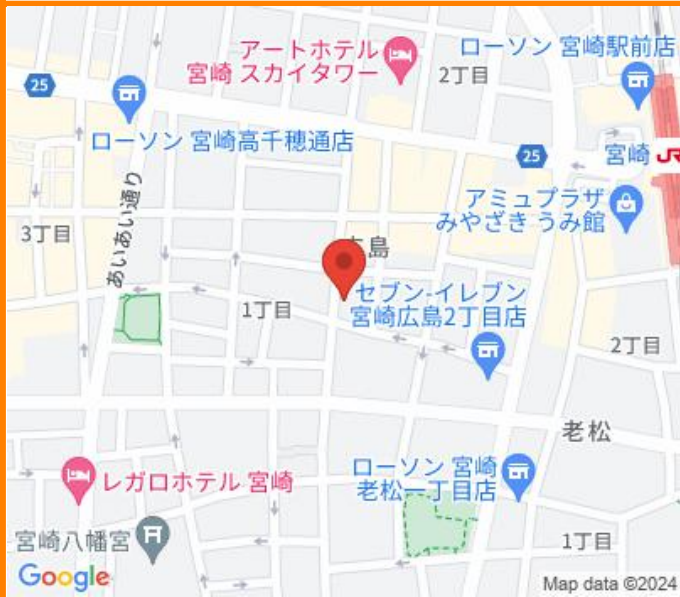 アートホテル
宮崎 スカイタワー
2丁目
ローソン 宮崎駅前店
25
ローソン 宮崎高千穂通店
25
宮崎 JR
あいあい通り
アミュプラザ
みやざき うみ館
3丁目
島
セブン-イレブン
宮崎広島2丁目店
1丁目
2丁目
老松
レガロホテル 宮崎
ローソン 宮崎
老松一丁目店
宮崎八幡宮
1丁目
Google
Map data ©2024